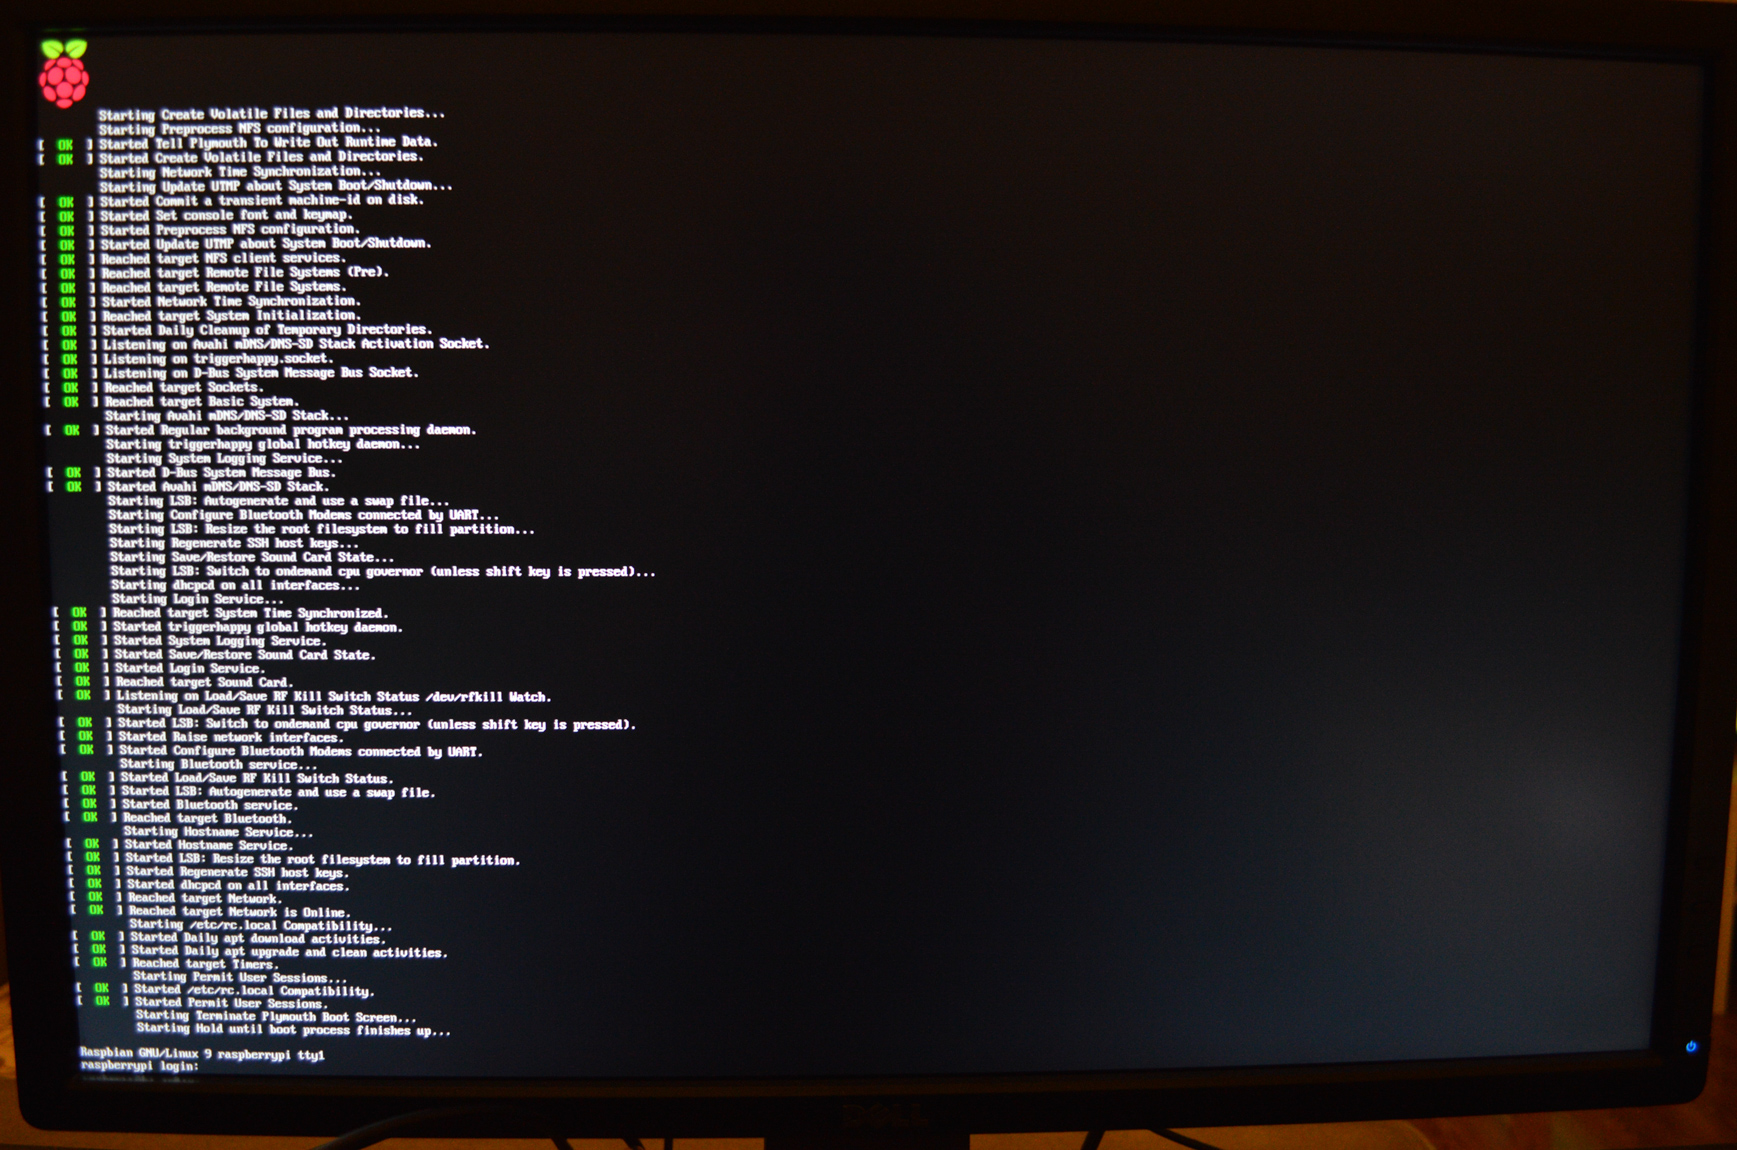 Starting Create Volatile Files and Directories...
Starting Preprocess NFS configuration...
[ OK ] Started Tell Plymouth To Write Out Runtime Data.
[ OK ] Started Create Volatile Files and Directories.
Starting Network Time Synchronization...
Starting Update UTMP about System Boot/Shutdown...
[ OK ] Started Commit a transient machine-id on disk.
[ OK ] Started Set console font and keymap.
[ OK ] Started Preprocess NFS configuration.
[ OK ] Started Update UTMP about System Boot/Shutdown.
[ OK ] Reached target NFS client services.
[ OK ] Reached target Remote File Systems (Pre).
[ OK ] Reached target Remote File Systems.
[ OK ] Started Network Time Synchronization.
[ OK ] Reached target System Initialization.
[ OK ] Started Daily Cleanup of Temporary Directories.
[ OK ] Listening on Avahi mDNS/DNS-SD Stack Activation Socket.
[ OK ] Listening on triggerhappy.socket.
[ OK ] Listening on D-Bus System Message Bus Socket.
[ OK ] Reached target Sockets.
[ OK ] Reached target Basic System.
Starting Avahi mDNS/DNS-SD Stack...
[ OK ] Started Regular background program processing daemon.
Starting triggerhappy global hotkey daemon...
Starting System Logging Service...
[ OK ] Started D-Bus System Message Bus.
[ OK ] Started Avahi mDNS/DNS-SD Stack.
Starting LSB: Autogenerate and use a swap file...
Starting Configure Bluetooth Modems connected by UART...
Starting LSB: Resize the root filesystem to fill partition...
Starting Regenerate SSH host keys...
Starting Save/Restore Sound Card State...
Starting LSB: Switch to ondemand cpu governor (unless shift key is pressed)...
Starting dhcpcd on all interfaces...
Starting Login Service...
[ OK ] Reached target System Time Synchronized.
[ OK ] Started triggerhappy global hotkey daemon.
[ OK ] Started System Logging Service.
[ OK ] Started Save/Restore Sound Card State.
[ OK ] Started Login Service.
[ OK ] Reached target Sound Card.
[ OK ] Listening on Load/Save RF Kill Switch Status /dev/rfkill Watch.
Starting Load/Save RF Kill Switch Status...
[ OK ] Started LSB: Switch to ondemand cpu governor (unless shift key is pressed).
[ OK ] Started Raise network interfaces.
[ OK ] Started Configure Bluetooth Modems connected by UART.
Starting Bluetooth service...
[ OK ] Started Load/Save RF Kill Switch Status.
[ OK ] Started LSB: Autogenerate and use a swap file.
[ OK ] Started Bluetooth service.
[ OK ] Reached target Bluetooth.
Starting Hostname Service...
[ OK ] Started Hostname Service.
[ OK ] Started LSB: Resize the root filesystem to fill partition.
[ OK ] Started Regenerate SSH host keys.
[ OK ] Started dhcpcd on all interfaces.
[ OK ] Reached target Network.
[ OK ] Reached target Network is Online.
Starting /etc/rc.local Compatibility...
[ OK ] Started Daily apt download activities.
[ OK ] Started Daily apt upgrade and clean activities.
[ OK ] Reached target Timers.
Starting Permit User Sessions...
[ OK ] Started /etc/rc.local Compatibility.
[ OK ] Started Permit User Sessions.
Starting Terminate Plymouth Boot Screen...
Starting Hold until boot process finishes up...
Raspbian GNU/Linux 9 raspberrypi tty1
raspberrypi login:
DELL